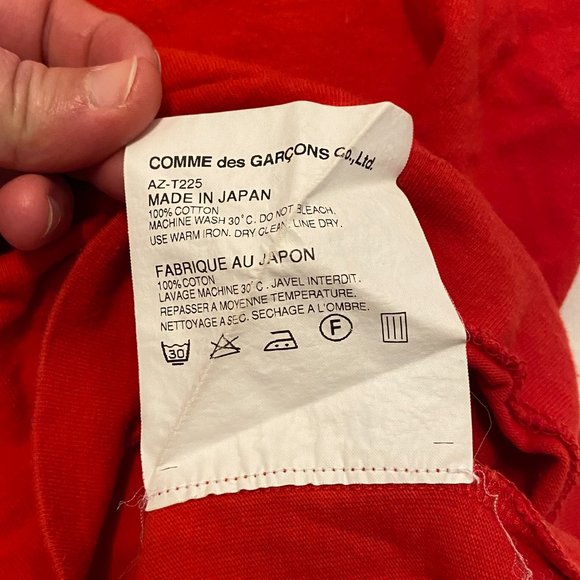 COMME des GARÇONS Co.,Ltd.
AZ-T225
MADE IN JAPAN
100% COTTON
MACHINE WASH 30°C. DO NOT BLEACH.
USE WARM IRON. DRY CLEAN. LINE DRY.
FABRIQUE AU JAPON
100% COTON
LAVAGE MACHINE 30°C. JAVEL INTERDIT.
REPASSER A MOYENNE TEMPERATURE.
NETTOYAGE A SEC. SECHAGE A L'OMBRE.
30 F